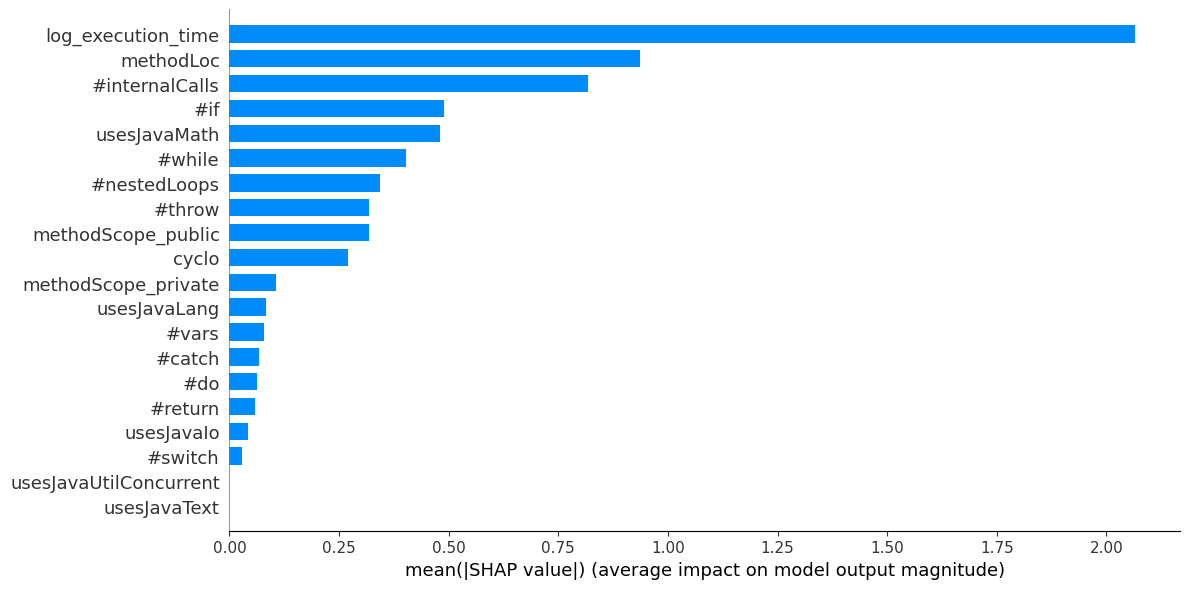 log_execution_time
methodLoc
#internalCalls
#if
usesJavaMath
#while
#nestedLoops
#throw
methodScope_public
cyclo
methodScope_private
usesJavaLang
#vars
#catch
#do
#return
usesJavaIo
#switch
usesJavaUtilConcurrent
usesJavaText
0.00 0.25 0.50 0.75 1.00 1.25 1.50 1.75 2.00
mean(|SHAP value|) (average impact on model output magnitude)